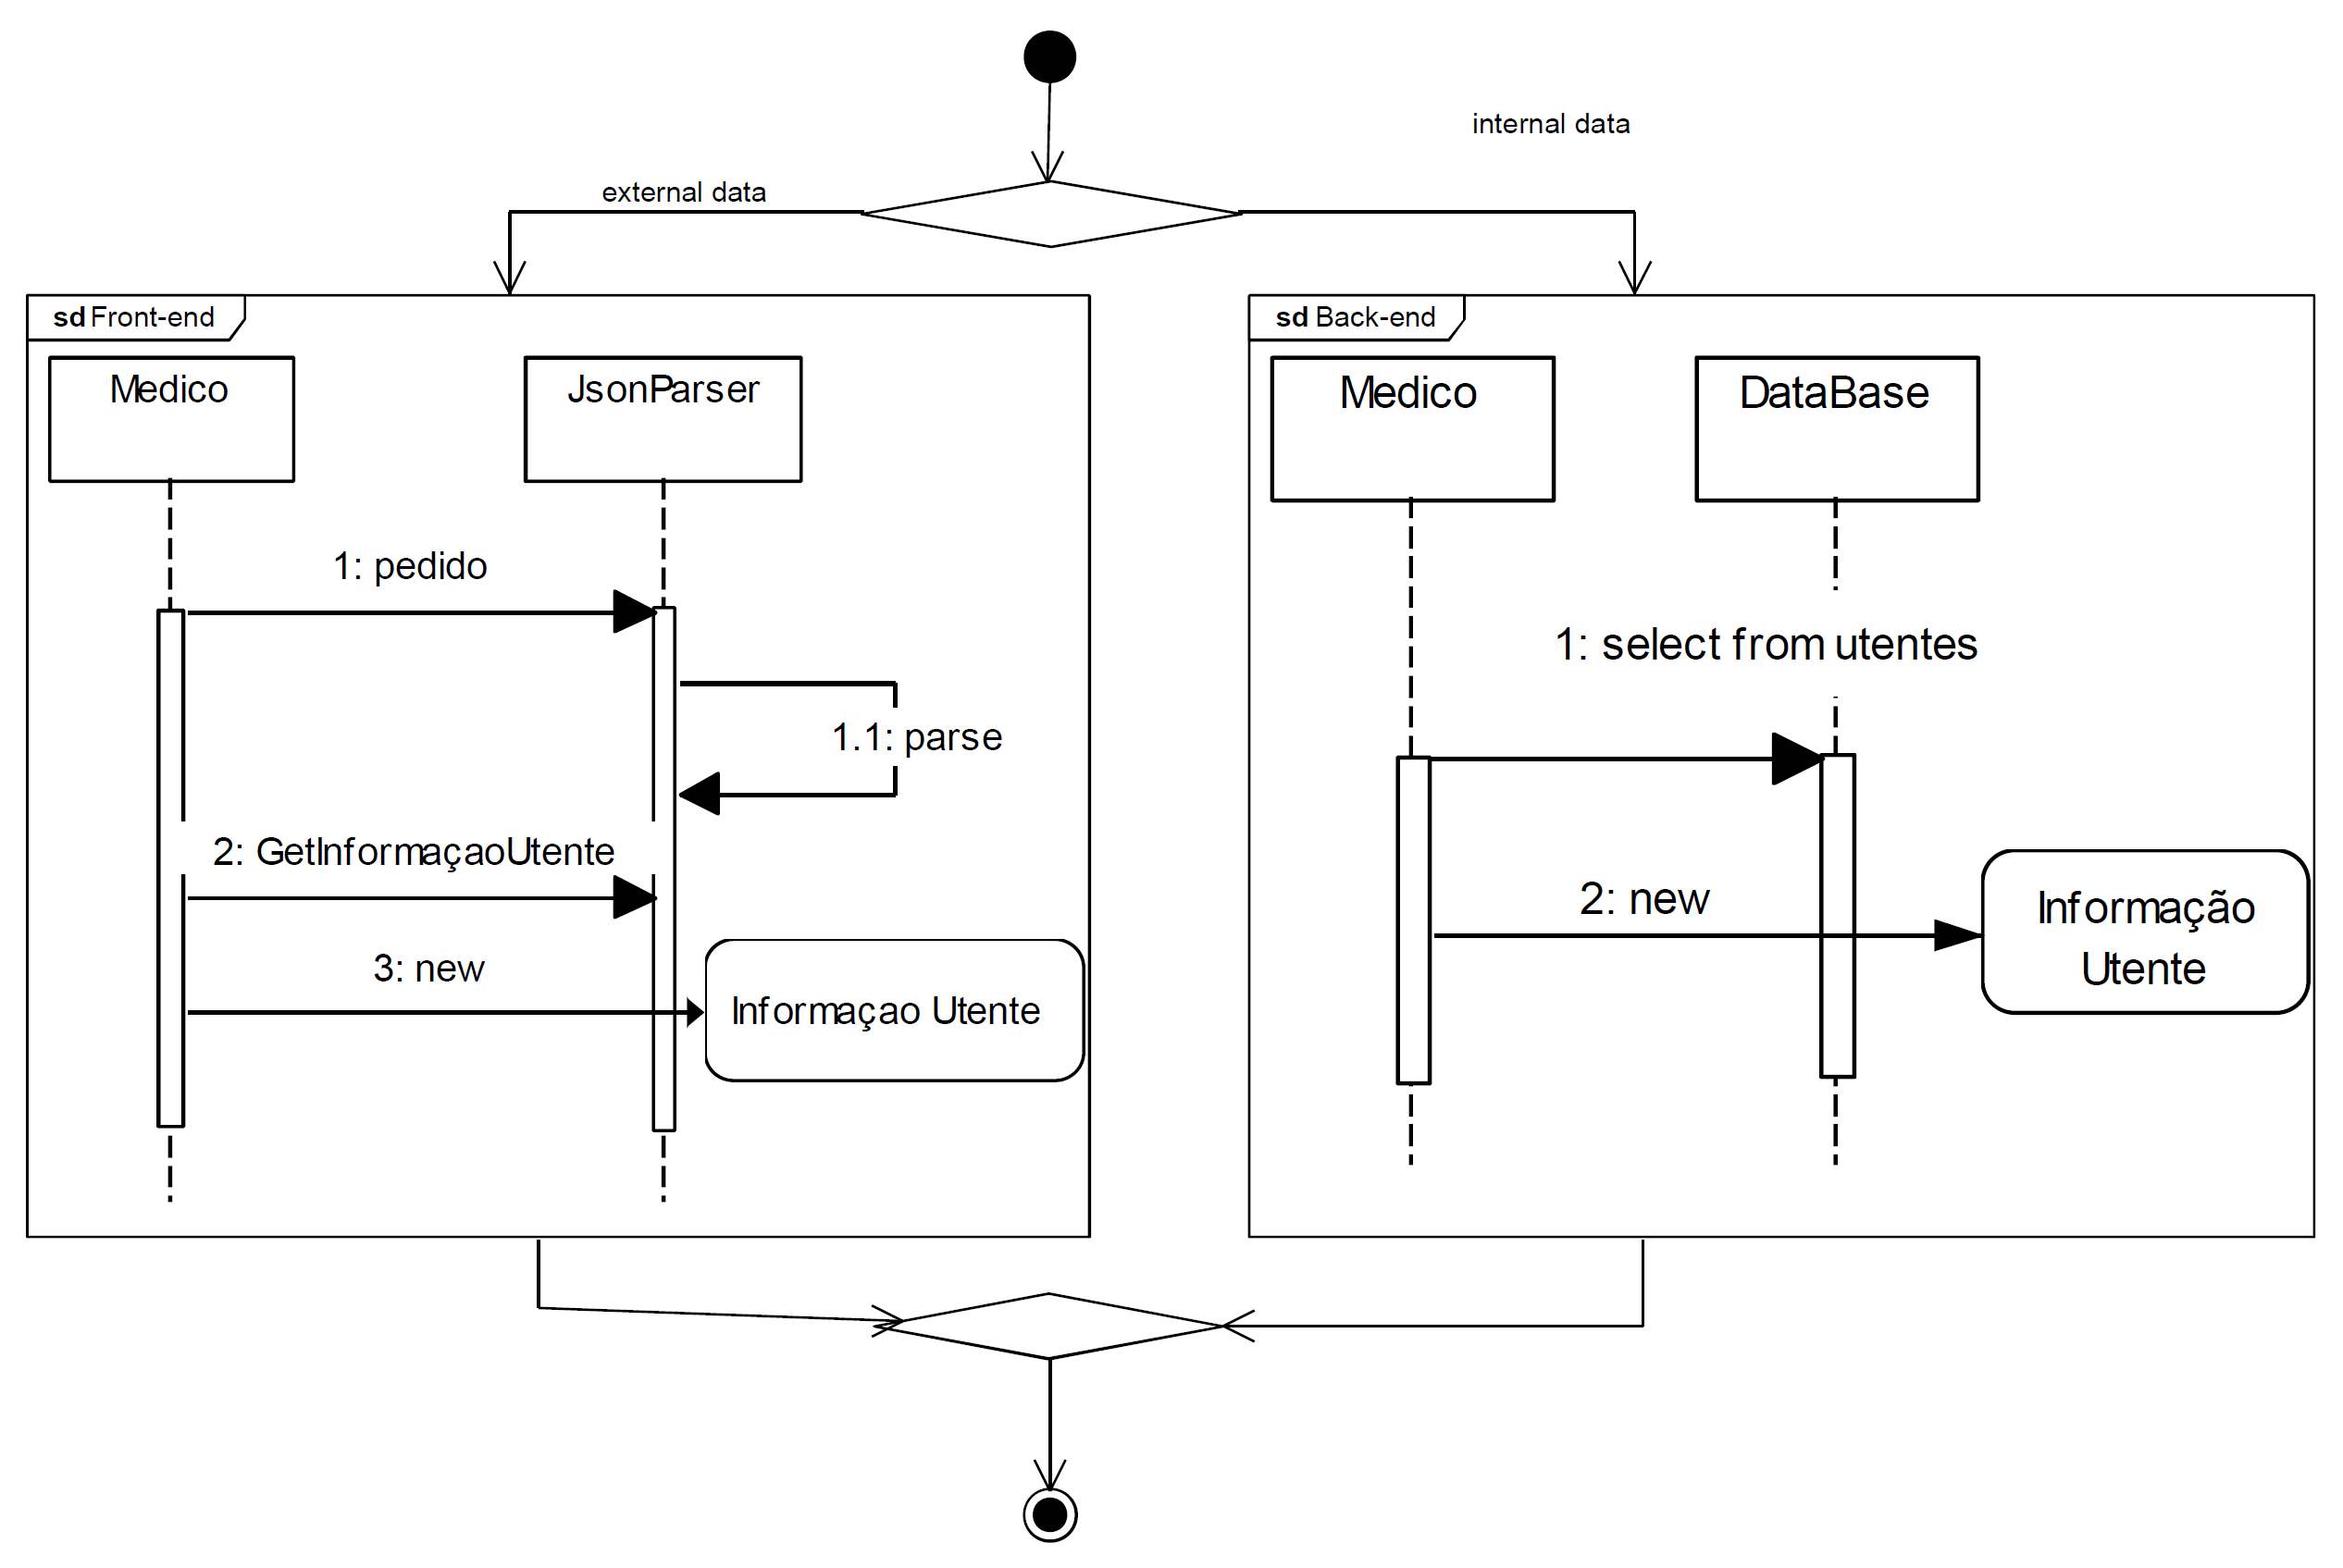 internal data
external data
sd Front-end
Medico
JsonParser
1: pedido
1.1: parse
2: GetInformaçaoUtente
3: new
Informaçao Utente
sd Back-end
Medico
DataBase
1: select from utentes
2: new
Informação
Utente